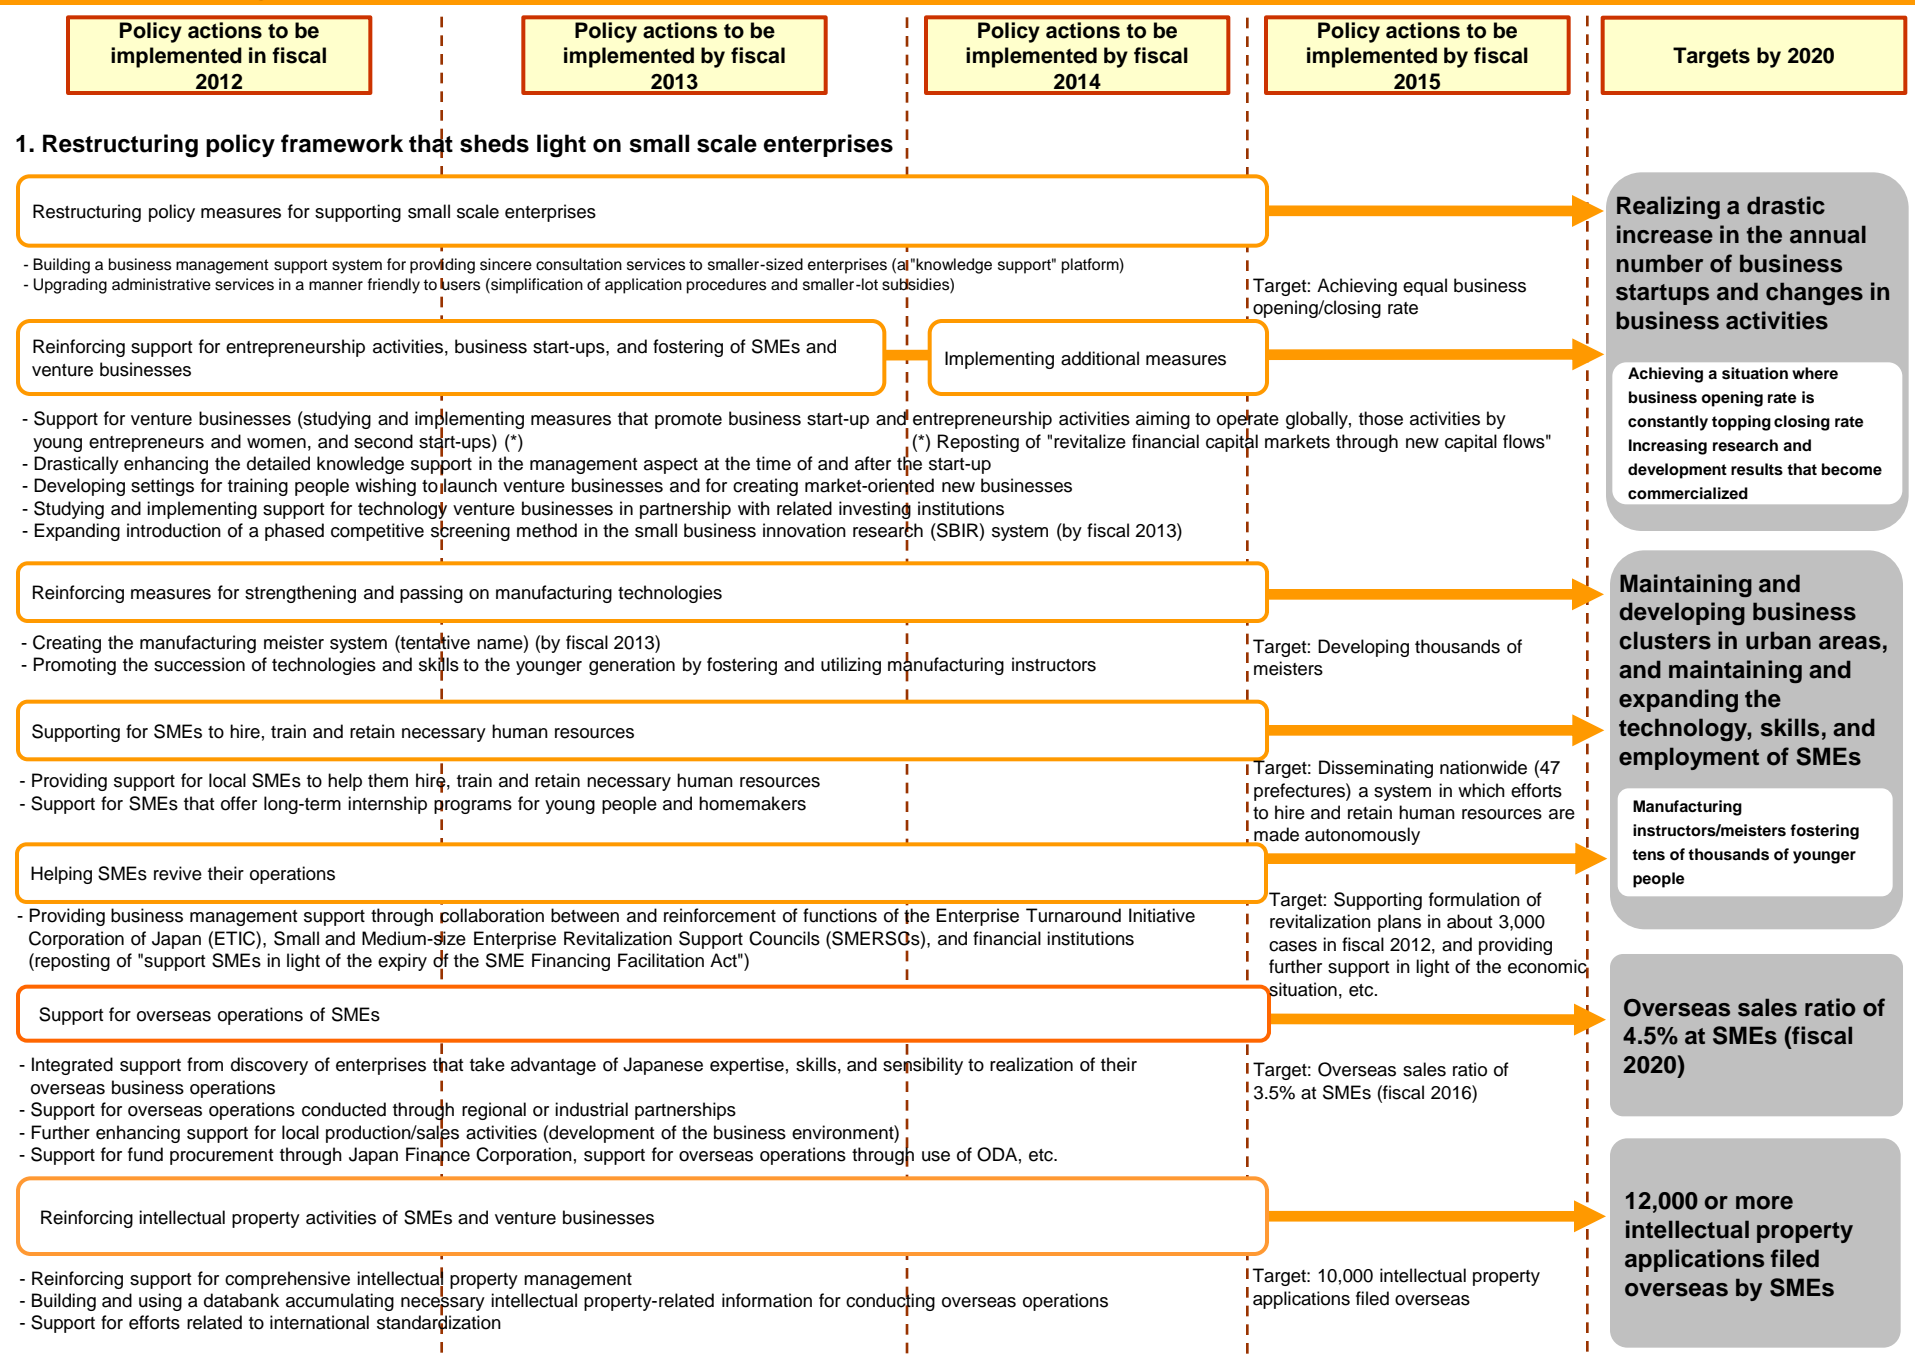 Policy actions to be
implemented in fiscal
2012
Policy actions to be
implemented by fiscal
2013
Policy actions to be
implemented by fiscal
2014
Policy actions to be
implemented by fiscal
2015
Targets by 2020
1. Restructuring policy framework that sheds light on small scale enterprises
Restructuring policy measures for supporting small scale enterprises
- Building a business management support system for providing sincere consultation services to smaller-sized enterprises (a "knowledge support" platform)
- Upgrading administrative services in a manner friendly to users (simplification of application procedures and smaller-lot subsidies)
Target: Achieving equal business
opening/closing rate
Reinforcing support for entrepreneurship activities, business start-ups, and fostering of SMEs and
venture businesses
Implementing additional measures
- Support for venture businesses (studying and implementing measures that promote business start-up and entrepreneurship activities aiming to operate globally, those activities by
young entrepreneurs and women, and second start-ups) (*)
(*) Reposting of "revitalize financial capital markets through new capital flows"
- Drastically enhancing the detailed knowledge support in the management aspect at the time of and after the start-up
- Developing settings for training people wishing to launch venture businesses and for creating market-oriented new businesses
- Studying and implementing support for technology venture businesses in partnership with related investing institutions
- Expanding introduction of a phased competitive screening method in the small business innovation research (SBIR) system (by fiscal 2013)
Realizing a drastic
increase in the annual
number of business
startups and changes in
business activities
Achieving a situation where
business opening rate is
constantly topping closing rate
Increasing research and
development results that become
commercialized
Reinforcing measures for strengthening and passing on manufacturing technologies
- Creating the manufacturing meister system (tentative name) (by fiscal 2013)
- Promoting the succession of technologies and skills to the younger generation by fostering and utilizing manufacturing instructors
Target: Developing thousands of
meisters
Supporting for SMEs to hire, train and retain necessary human resources
- Providing support for local SMEs to help them hire, train and retain necessary human resources
- Support for SMEs that offer long-term internship programs for young people and homemakers
Target: Disseminating nationwide (47
prefectures) a system in which efforts
to hire and retain human resources are
made autonomously
Helping SMEs revive their operations
- Providing business management support through collaboration between and reinforcement of functions of the Enterprise Turnaround Initiative
Corporation of Japan (ETIC), Small and Medium-size Enterprise Revitalization Support Councils (SMERSCs), and financial institutions
(reposting of "support SMEs in light of the expiry of the SME Financing Facilitation Act")
Target: Supporting formulation of
revitalization plans in about 3,000
cases in fiscal 2012, and providing
further support in light of the economic
situation, etc.
Maintaining and
developing business
clusters in urban areas,
and maintaining and
expanding the
technology, skills, and
employment of SMEs
Manufacturing
instructors/meisters fostering
tens of thousands of younger
people
Support for overseas operations of SMEs
- Integrated support from discovery of enterprises that take advantage of Japanese expertise, skills, and sensibility to realization of their
overseas business operations
- Support for overseas operations conducted through regional or industrial partnerships
- Further enhancing support for local production/sales activities (development of the business environment)
- Support for fund procurement through Japan Finance Corporation, support for overseas operations through use of ODA, etc.
Target: Overseas sales ratio of
3.5% at SMEs (fiscal 2016)
Overseas sales ratio of
4.5% at SMEs (fiscal
2020)
Reinforcing intellectual property activities of SMEs and venture businesses
- Reinforcing support for comprehensive intellectual property management
- Building and using a databank accumulating necessary intellectual property-related information for conducting overseas operations
- Support for efforts related to international standardization
Target: 10,000 intellectual property
applications filed overseas
12,000 or more
intellectual property
applications filed
overseas by SMEs